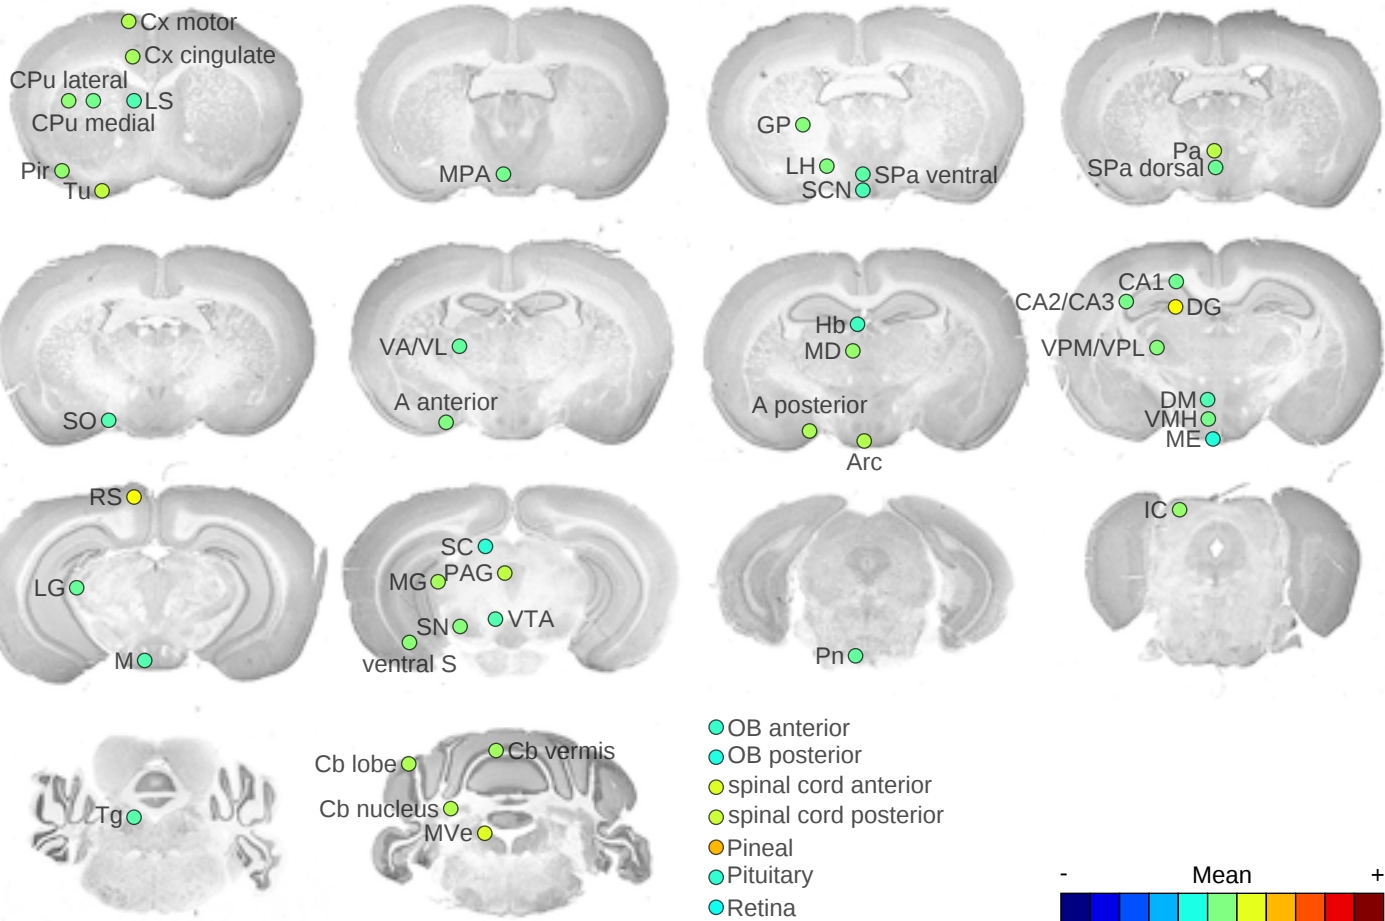 Cx motor
Cx cingulate
CPu lateral
LS
CPu medial
Pir
Tu
MPA
GP
LH
SPa ventral
SCN
Pa
SPa dorsal
SO
VA/VL
A anterior
Hb
MD
A posterior
Arc
CA1
CA2/CA3
DG
VPM/VPL
DM
VMH
ME
RS
LG
M
SC
PAG
MG
VTA
SN
ventral S
Pn
IC
Tg
Cb vermis
Cb lobe
Cb nucleus
MVe
OB anterior
OB posterior
spinal cord anterior
spinal cord posterior
Pineal
Pituitary
Retina
- Mean +